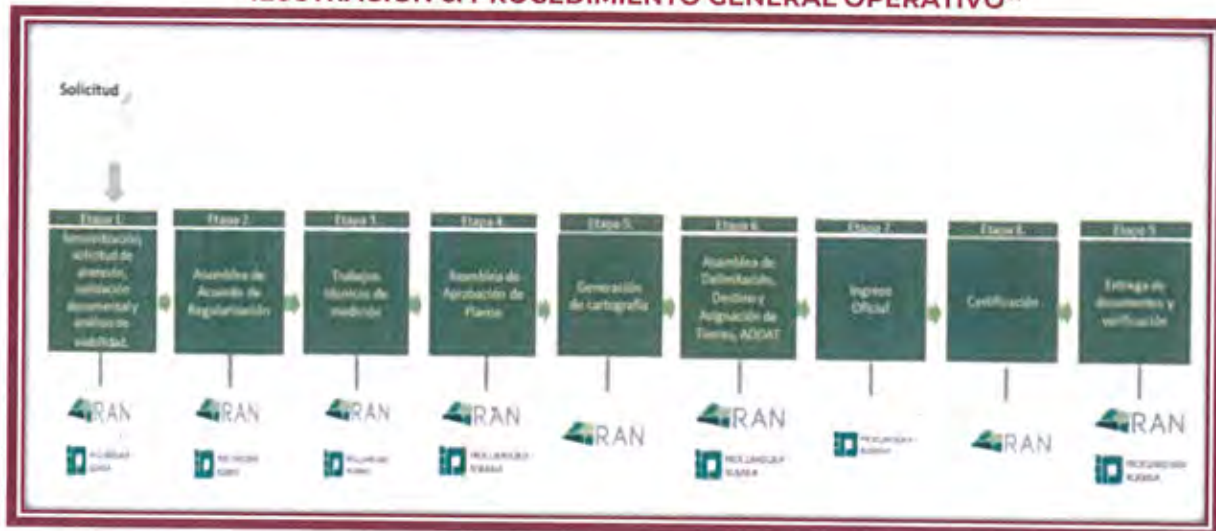 PROCEDIMIENTO GENERAL OPERATIVO
Solicitud
Etapa 1.
solicitud de
atención,
validación
documental y
análisis de
viabilidad.
Etapa 2.
Asamblea de
Acuerdo de
Regularización
Etapa 3.
Trabajos
técnicos de
medición
Etapa 4.
Asamblea de
Aprobación de
Planos
Etapa 5.
Generación
de cartografía
Etapa 6.
Asamblea de
Delimitación,
Destino y
Asignación de
Tierras, ADDAT
Etapa 7.
Ingreso
Oficial
Etapa 8.
Certificación
Etapa 9
Entrega de
documentos y
verificación
RAN
RAN
RAN
RAN
RAN
RAN
RAN
RAN
PROCURADURÍA
AGRARIA